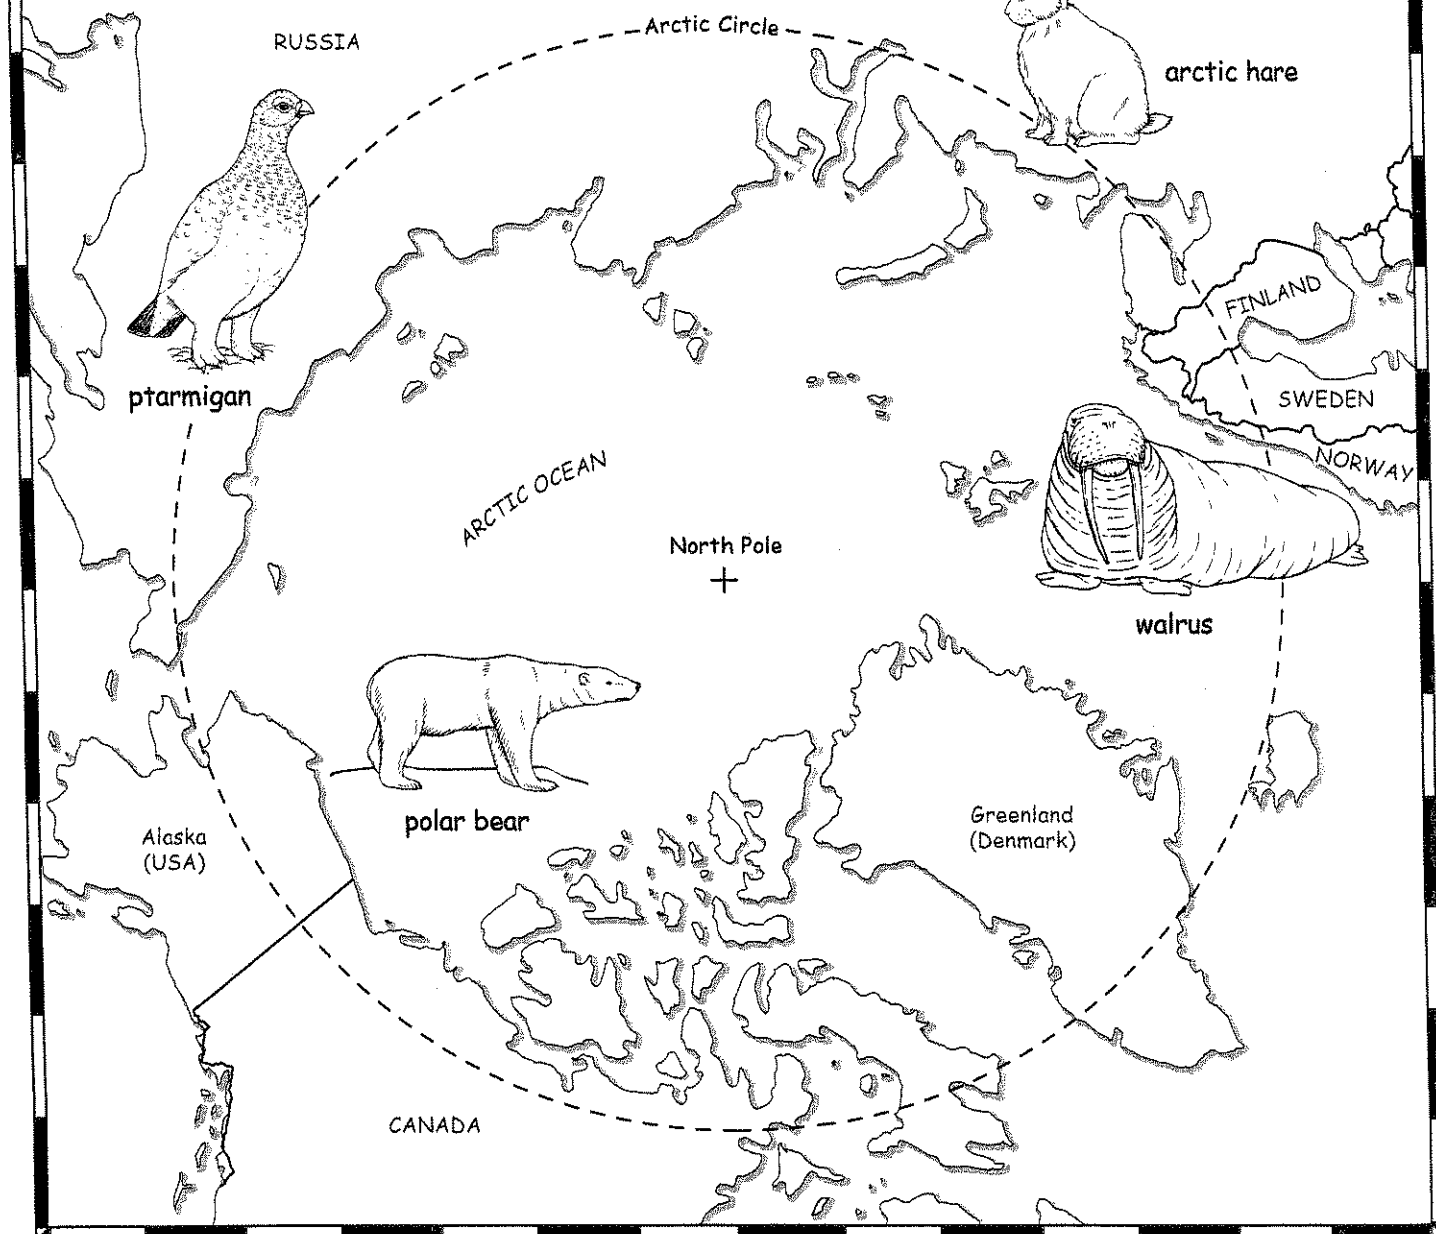 Arctic Circle
RUSSIA
arctic hare
FINLAND
ptarmigan
SWEDEN
NORWAY
ARCTIC OCEAN
North Pole
walrus
polar bear
Greenland
(Denmark)
Alaska
(USA)
CANADA